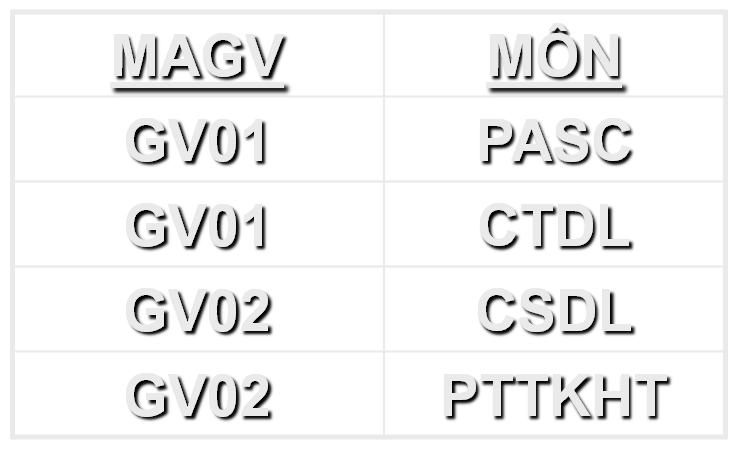 MAGV MÔN
GV01 PASC
GV01 CTDL
GV02 CSDL
GV02 PTTKHT